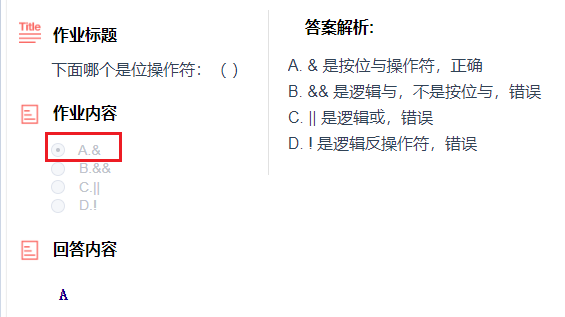 Title
作业标题
下面哪个是位操作符：（ ）
作业内容
A.&
B.&&
C.||
D.!
回答内容
A
答案解析：
A. & 是按位与操作符，正确
B. && 是逻辑与，不是按位与，错误
C. || 是逻辑或，错误
D. ! 是逻辑反操作符，错误